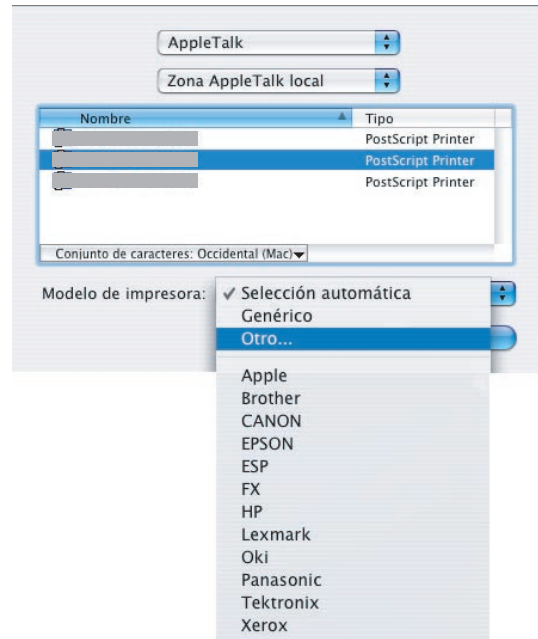 AppleTalk
Zona AppleTalk local
Nombre Tipo
PostScript Printer
PostScript Printer
PostScript Printer
Conjunto de caracteres: Occidental (Mac)
Modelo de impresora: ✓ Selección automática
Genérico
Otro...
Apple
Brother
CANON
EPSON
ESP
FX
HP
Lexmark
Oki
Panasonic
Tektronix
Xerox